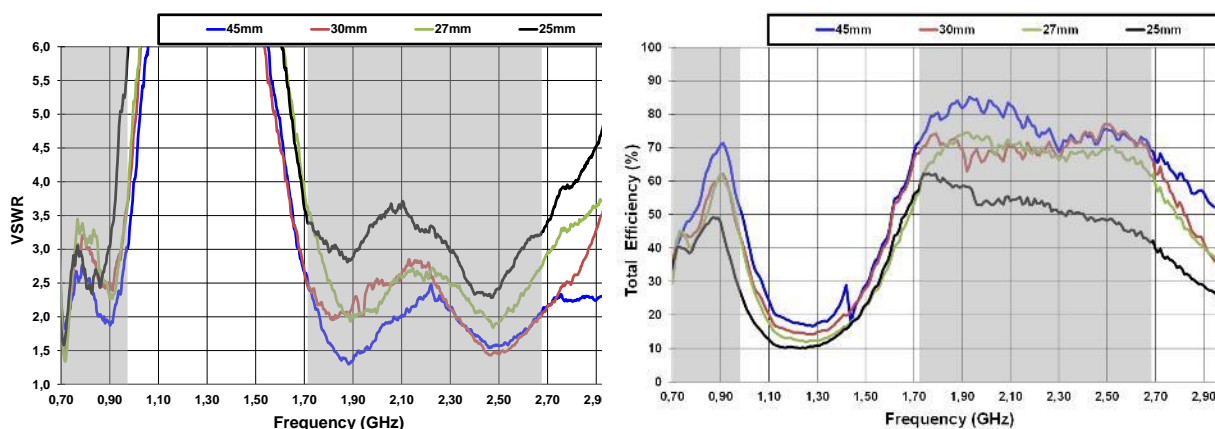 45mm 30mm 27mm 25mm
VSWR
6,0
5,5
5,0
4,5
4,0
3,5
3,0
2,5
2,0
1,5
1,0
0,70 0,90 1,10 1,30 1,50 1,70 1,90 2,10 2,30 2,50 2,70 2,9
Frequency (GHz)
45mm 30mm 27mm 25mm
Total Efficiency (%)
100
90
80
70
60
50
40
30
20
10
0
0,70 0,90 1,10 1,30 1,50 1,70 1,90 2,10 2,30 2,50 2,70 2,90
Frequency (GHz)